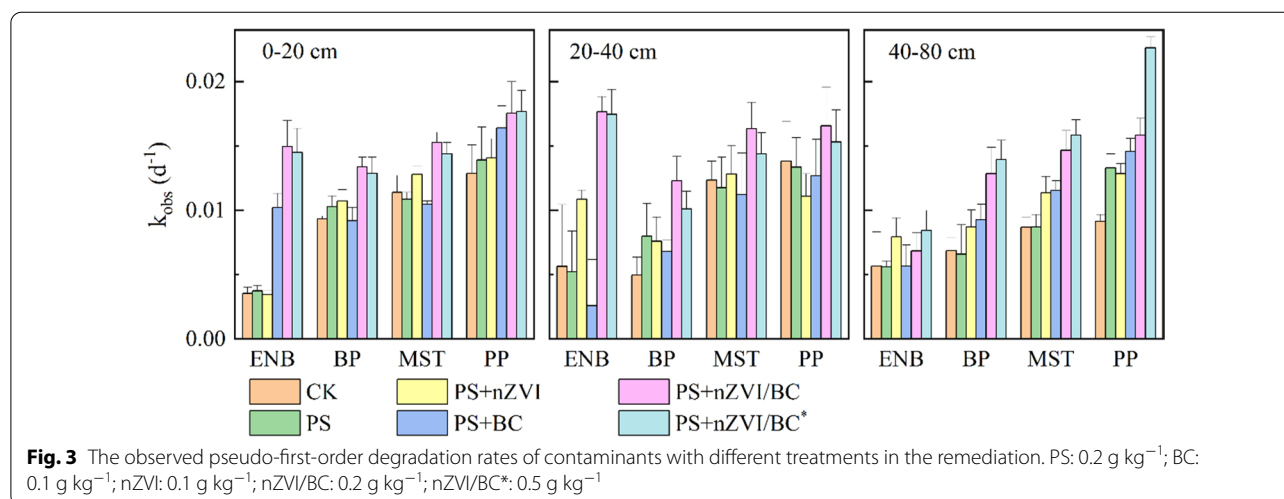 0-20 cm 20-40 cm 40-80 cm
0.02
0.01
0.00
k_obs (d⁻¹)
ENB BP MST PP ENB BP MST PP ENB BP MST PP
CK PS+nZVI PS+nZVI/BC
PS PS+BC PS+nZVI/BC*
Fig. 3 The observed pseudo-first-order degradation rates of contaminants with different treatments in the remediation. PS: 0.2 g kg⁻¹; BC:
0.1 g kg⁻¹; nZVI: 0.1 g kg⁻¹; nZVI/BC: 0.2 g kg⁻¹; nZVI/BC*: 0.5 g kg⁻¹